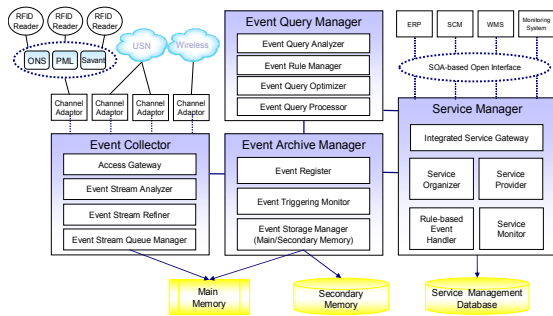 RFID
Reader
RFID
Reader
RFID
Reader
ONS
PML
Savant
USN
Wireless
Channel
Adaptor
Channel
Adaptor
Channel
Adaptor
Channel
Adaptor
Event Query Manager
Event Query Analyzer
Event Rule Manager
Event Query Optimizer
Event Query Processor
ERP
SCM
WMS
Monitoring
System
SOA-based Open Interface
Event Collector
Access Gateway
Event Stream Analyzer
Event Stream Refiner
Event Stream Queue Manager
Event Archive Manager
Event Register
Event Triggering Monitor
Event Storage Manager
(Main/Secondary Memory)
Service Manager
Integrated Service Gateway
Service
Organizer
Service
Provider
Rule-based
Event
Handler
Service
Monitor
Main
Memory
Secondary
Memory
Service Management
Database